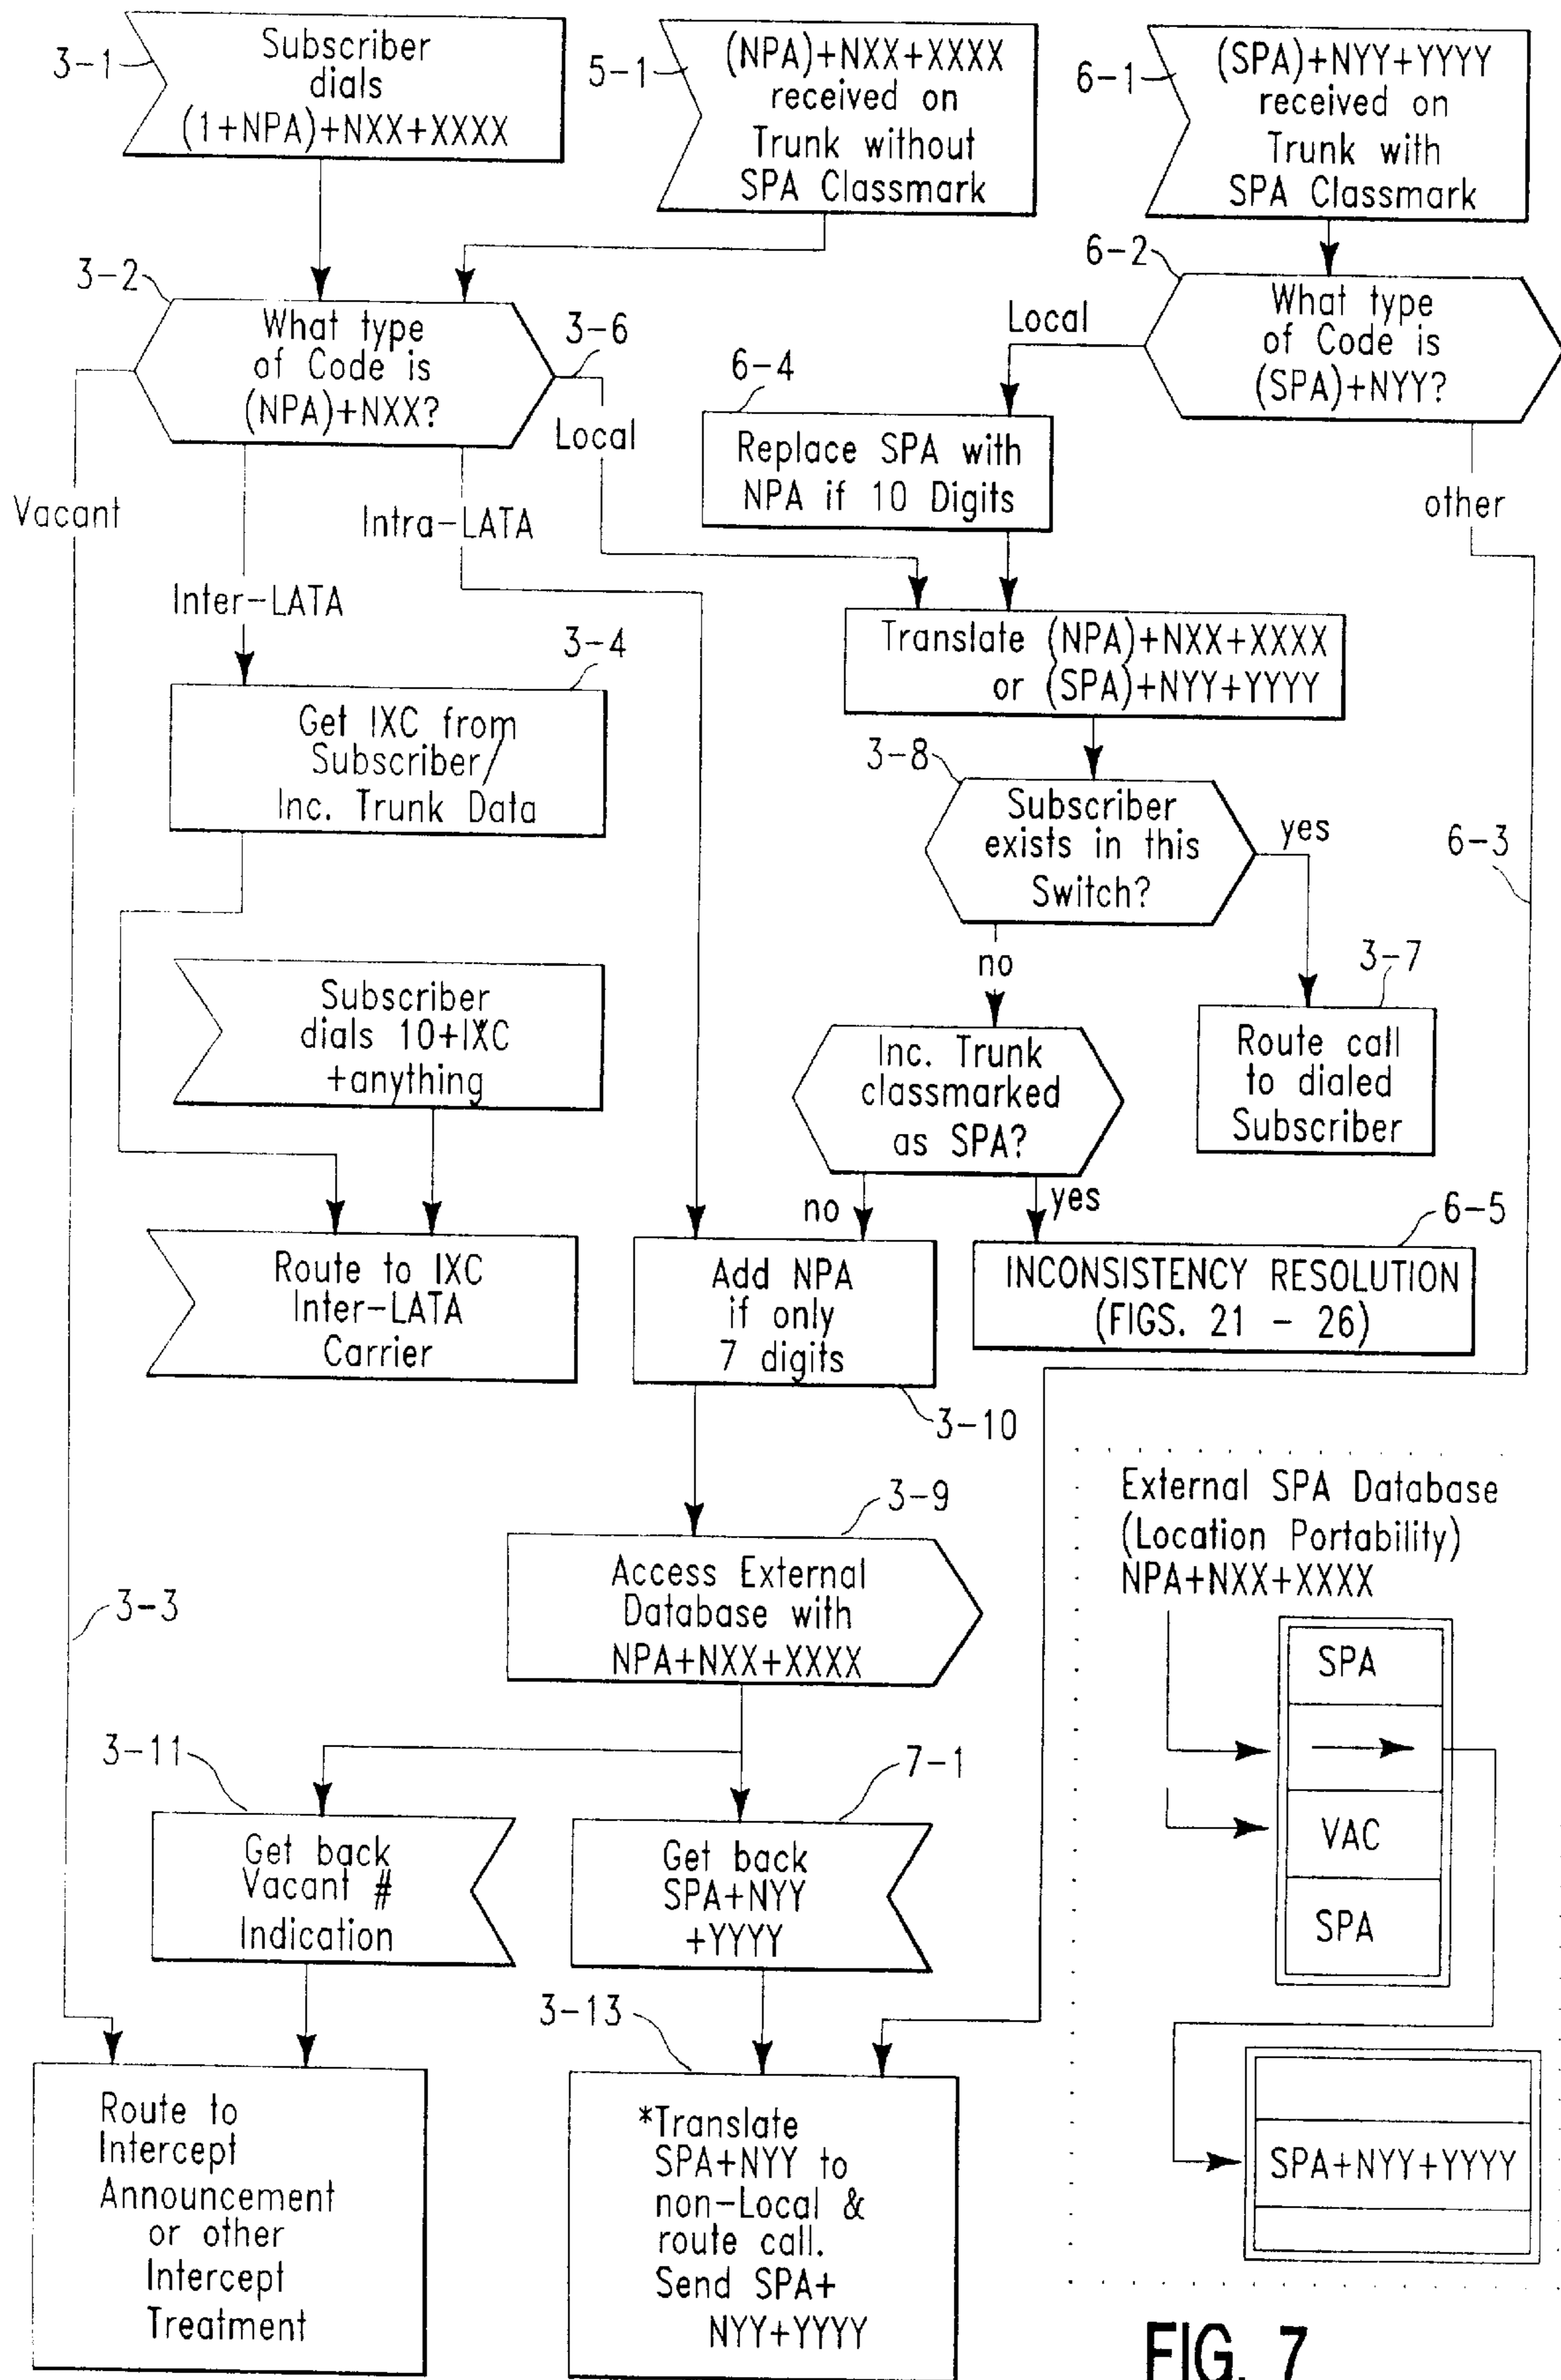 3-1
Subscriber
dials
(1+NPA)+NXX+XXXX
5-1
(NPA)+NXX+XXXX
received on
Trunk without
SPA Classmark
6-1
(SPA)+NYY+YYYY
received on
Trunk with
SPA Classmark
3-2
What type
of Code is
(NPA)+NXX?
3-6
Local
6-2
What type
of Code is
(SPA)+NYY?
Local
6-4
Replace SPA with
NPA if 10 Digits
other
Vacant
Intra-LATA
Inter-LATA
3-4
Get IXC from
Subscriber/
Inc. Trunk Data
Translate (NPA)+NXX+XXXX
or (SPA)+NYY+YYYY
3-8
Subscriber
exists in this
Switch?
yes
6-3
no
3-7
Route call
to dialed
Subscriber
Subscriber
dials 10+IXC
+anything
Inc. Trunk
classmarked
as SPA?
no
yes
6-5
Route to IXC
Inter-LATA
Carrier
Add NPA
if only
7 digits
3-10
INCONSISTENCY RESOLUTION
(FIGS. 21 - 26)
3-9
Access External
Database with
NPA+NXX+XXXX
3-3
External SPA Database
(Location Portability)
NPA+NXX+XXXX
SPA
VAC
SPA
SPA+NYY+YYYY
3-11
Get back
Vacant #
Indication
7-1
Get back
SPA+NYY
+YYYY
3-13
Route to
Intercept
Announcement
or other
Intercept
Treatment
*Translate
SPA+NYY to
non-Local &
route call.
Send SPA+
NYY+YYYY
FIG. 7